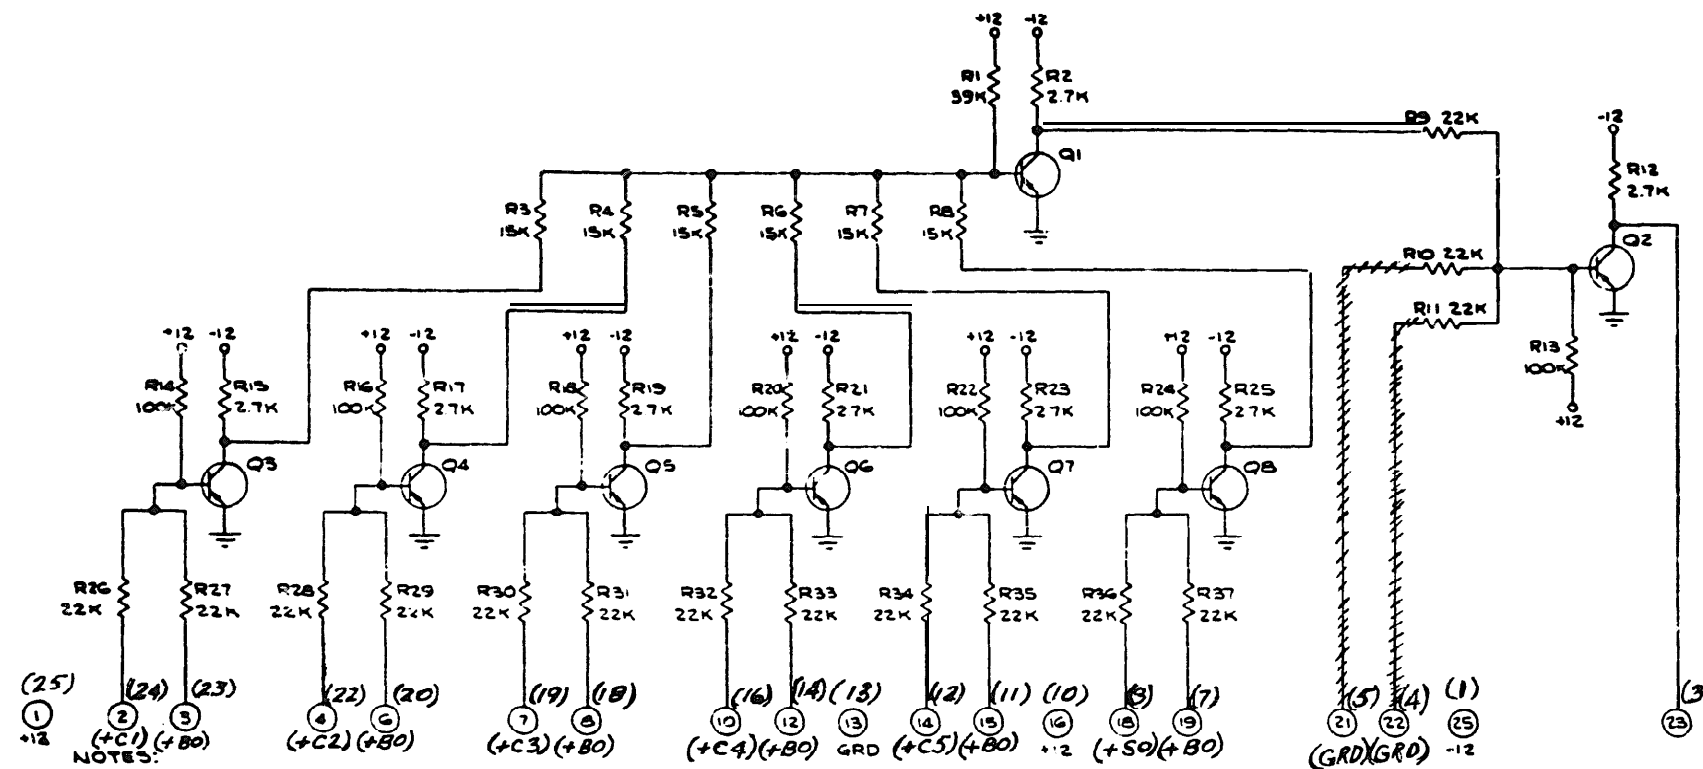 +12 -12
R1 39K R2 2.7K
R9 22K
-12
Q1
R12 2.7K
R3 15K R4 15K R5 15K R6 15K R7 15K R8 15K
Q2
R10 22K
R11 22K
+12 -12 +12 -12 +12 -12 +12 -12 +12 -12 +12 -12
R13 100K
R14 100K R15 2.7K R16 100K R17 2.7K R18 100K R19 2.7K R20 100K R21 2.7K R22 100K R23 2.7K R24 100K R25 2.7K
+12
Q3 Q4 Q5 Q6 Q7 Q8
R26 22K R27 22K R28 22K R29 22K R30 22K R31 22K R32 22K R33 22K R34 22K R35 22K R36 22K R37 22K
(25) (24) (23) (22) (20) (19) (18) (16) (14) (13) (12) (11) (10) (8) (7) (5) (4) (1) (3
1 2 3 4 6 7 8 10 12 13 14 15 16 18 19 21 22 25 23
+12 (+C1) (+B0) (+C2) (+B0) (+C3) (+B0) (+C4) (+B0) GRD (+C5) (+B0) +12 (+S0) (+B0) (GRD) (GRD) -12
NOTES: